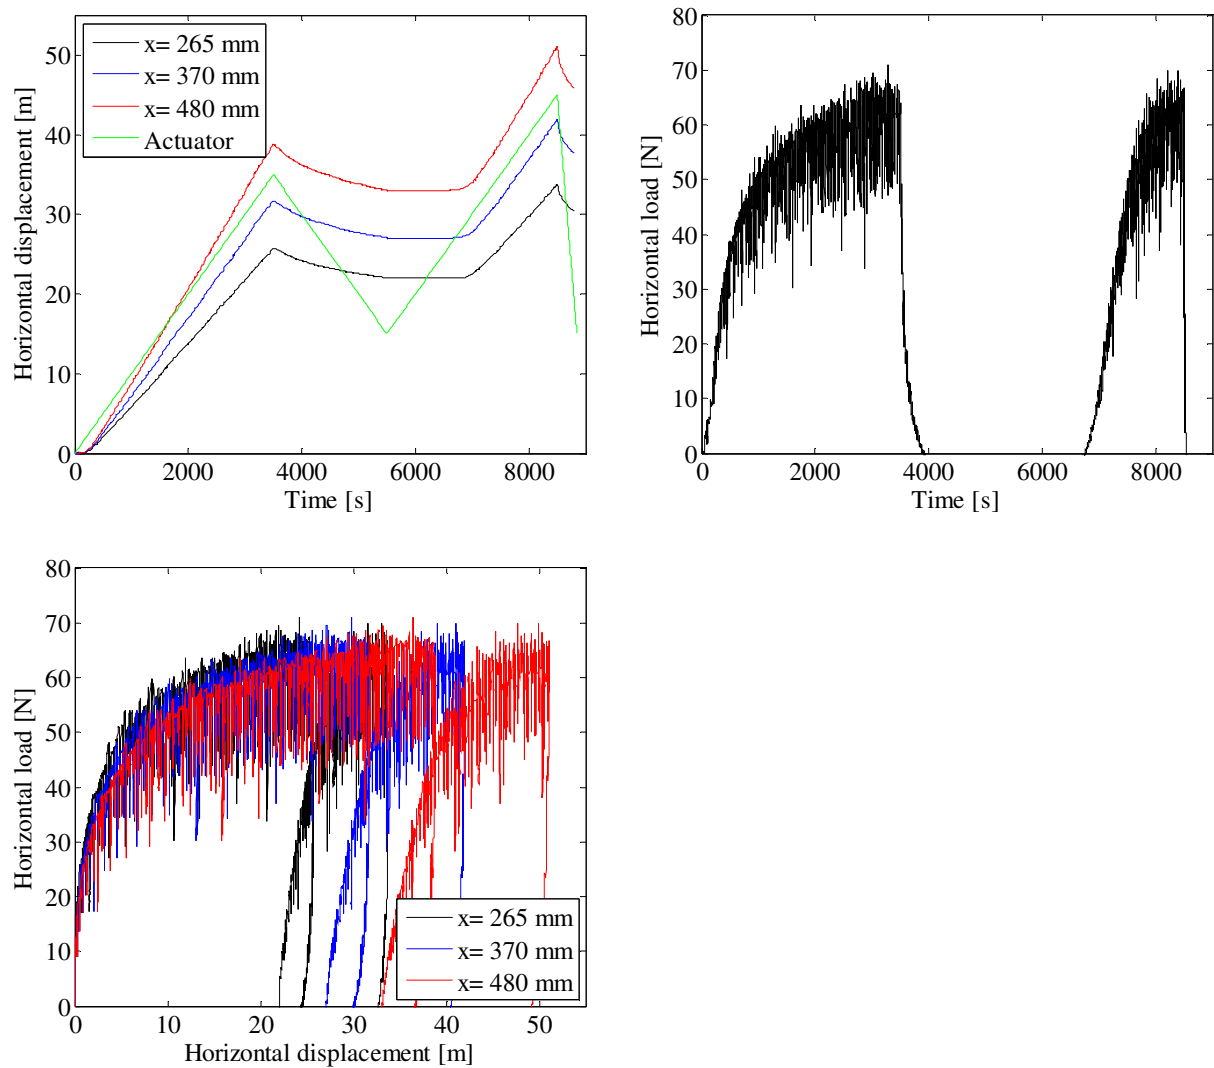 50
40
30
20
10
0
Horizontal displacement [m]
x= 265 mm
x= 370 mm
x= 480 mm
Actuator
0 2000 4000 6000 8000
Time [s]
80
70
60
50
40
30
20
10
0
Horizontal load [N]
0 2000 4000 6000 8000
Time [s]
80
70
60
50
40
30
20
10
0
Horizontal load [N]
x= 265 mm
x= 370 mm
x= 480 mm
0 10 20 30 40 50
Horizontal displacement [m]